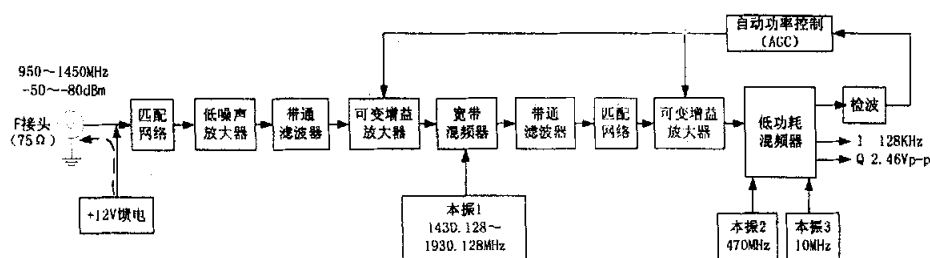 自动功率控制
(AGC)
950～1450MHz
-50～-80dBm
F接头
(75Ω)
匹配
网络
低噪声
放大器
带通
滤波器
可变增益
放大器
宽带
混频器
带通
滤波器
匹配
网络
可变增益
放大器
低功耗
混频器
检波
I 128KHz
Q 2.46Vp-p
+12V馈电
本振1
1430.128～
1930.128MHz
本振2
470MHz
本振3
10MHz